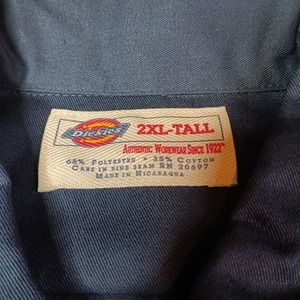 Dickies
2XL-TALL
AUTHENTIC WORKWEAR SINCE 1922™
65% POLYESTER • 35% COTTON
CARE IN SIDE SEAM RN 20697
MADE IN NICARAGUA